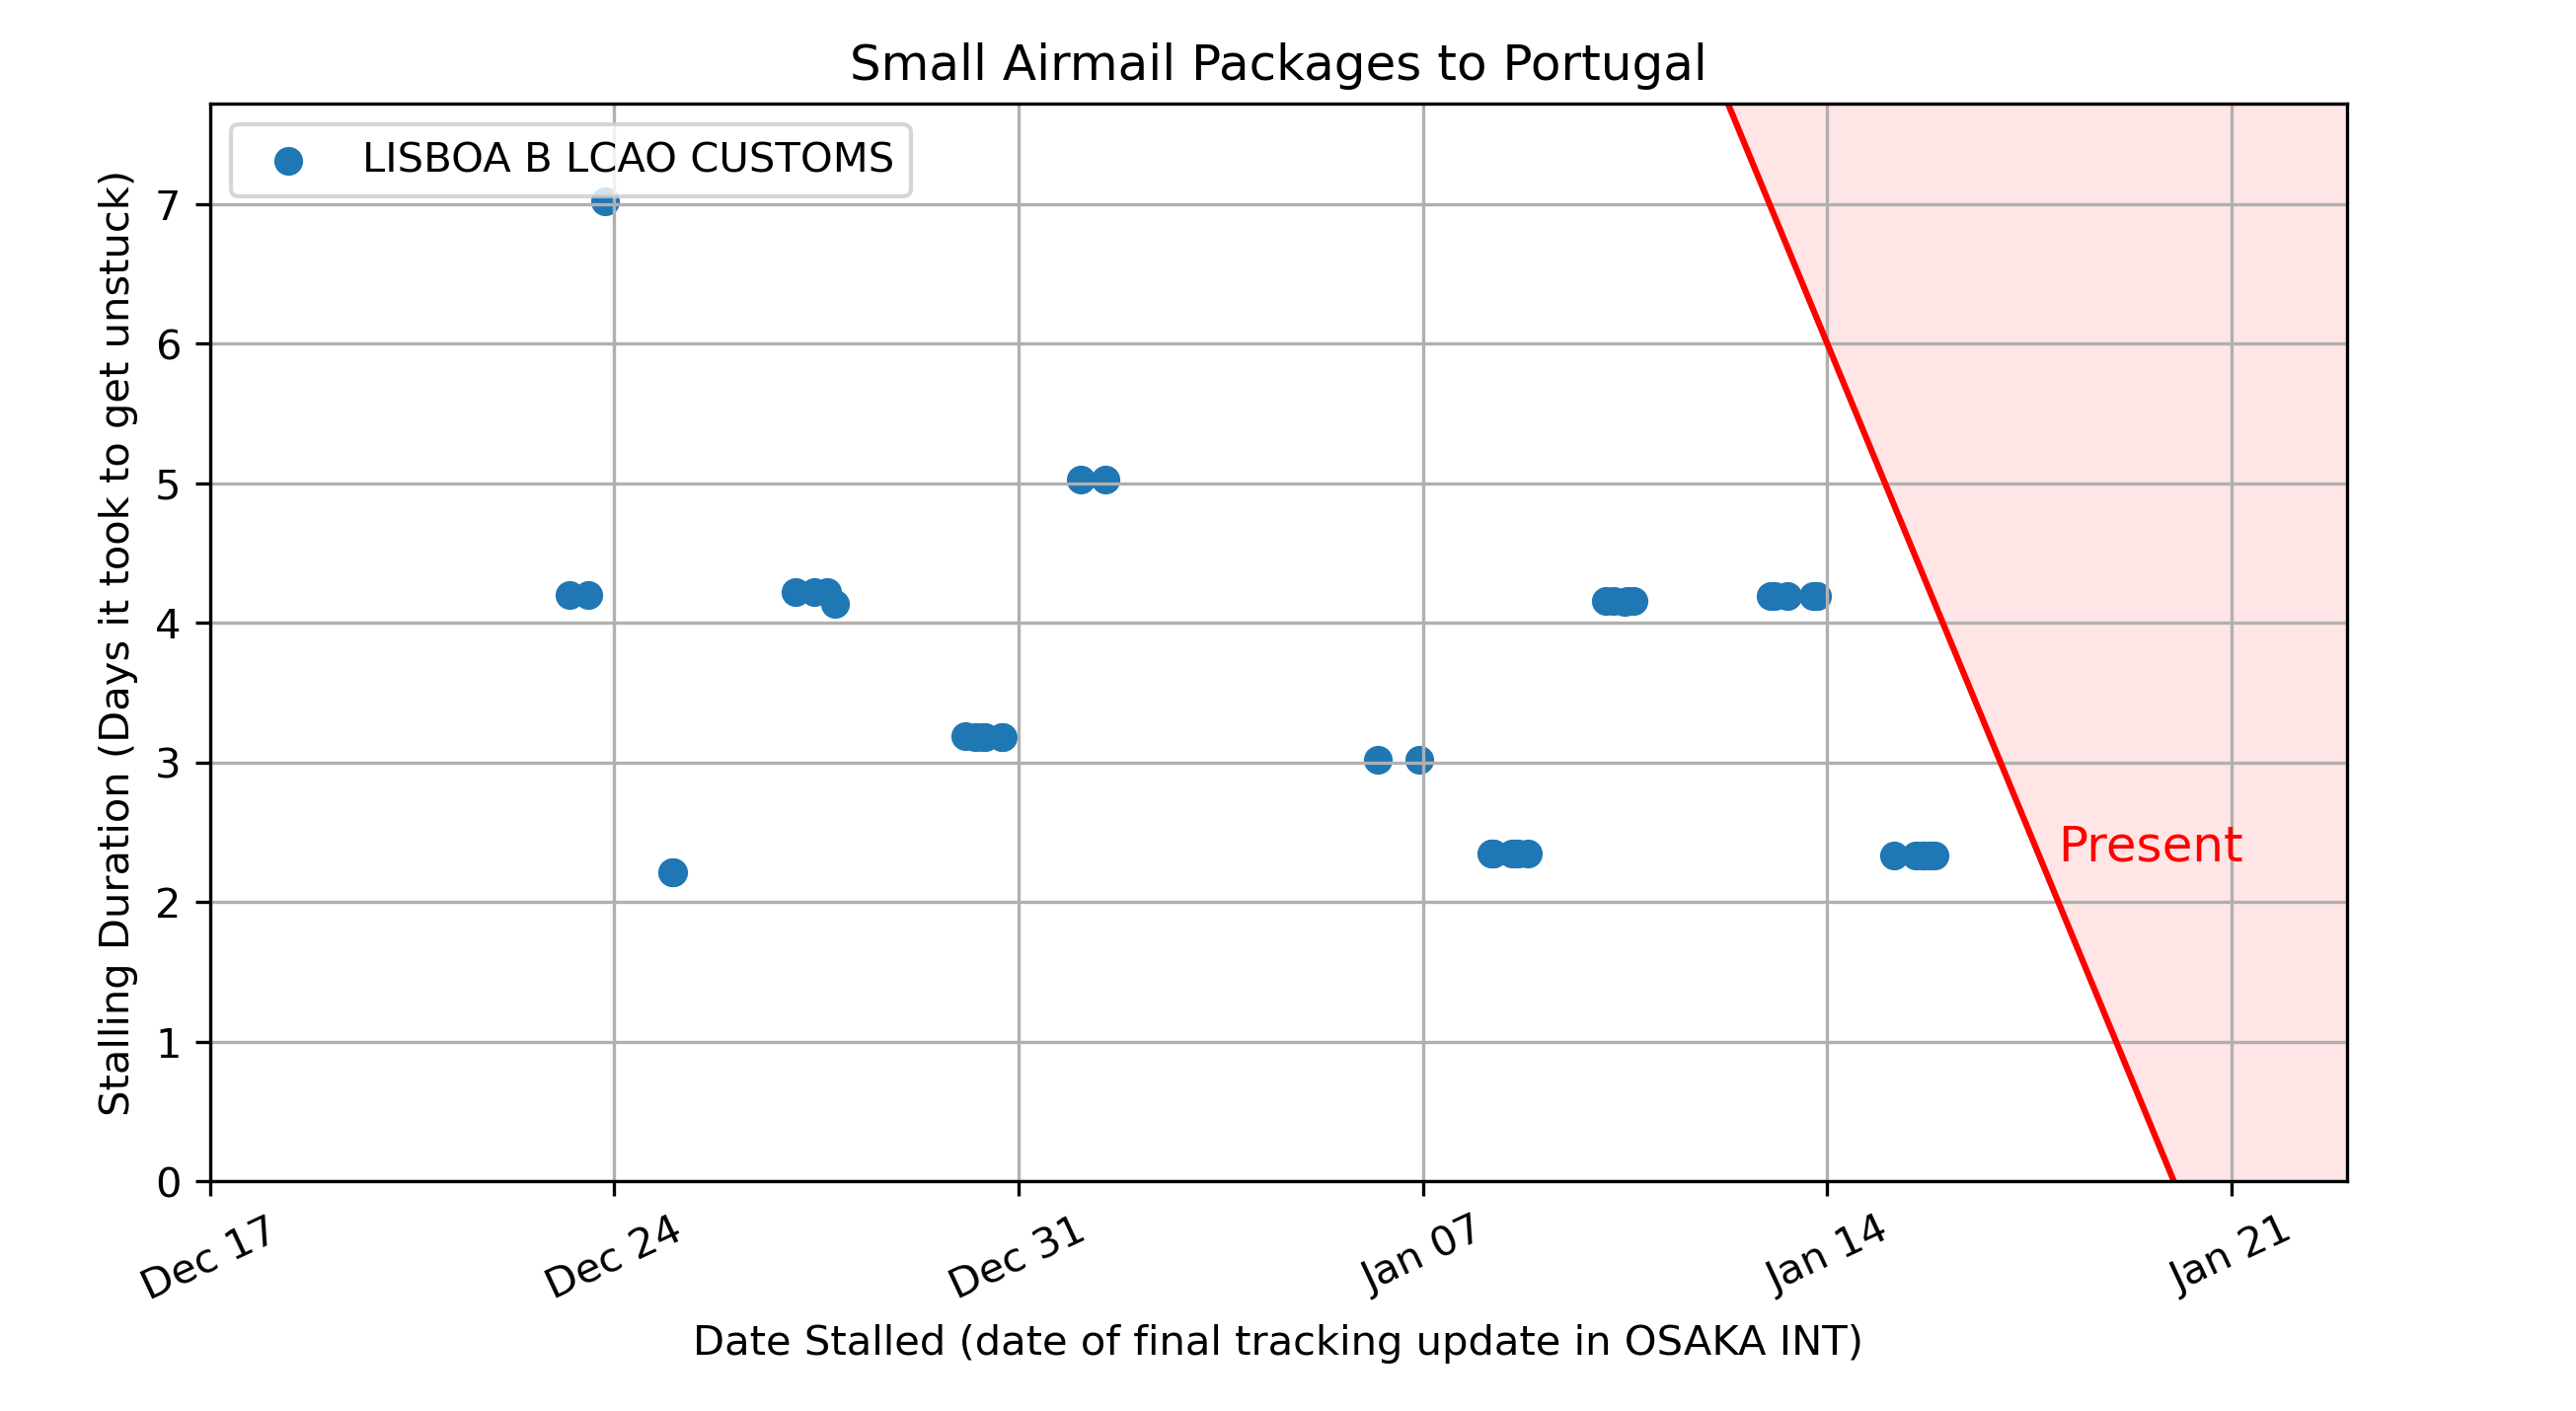 Small Airmail Packages to Portugal
LISBOA B LCAO CUSTOMS
Stalling Duration (Days it took to get unstuck)
7
6
5
4
3
2
1
0
Present
Dec 17
Dec 24
Dec 31
Jan 07
Jan 14
Jan 21
Date Stalled (date of final tracking update in OSAKA INT)